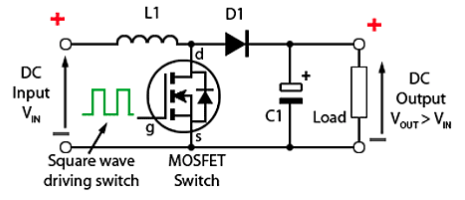 L1
D1
+
+
DC
Input
VIN
d
g
s
+
C1
Load
DC
Output
VOUT > VIN
Square wave
driving switch
MOSFET
Switch